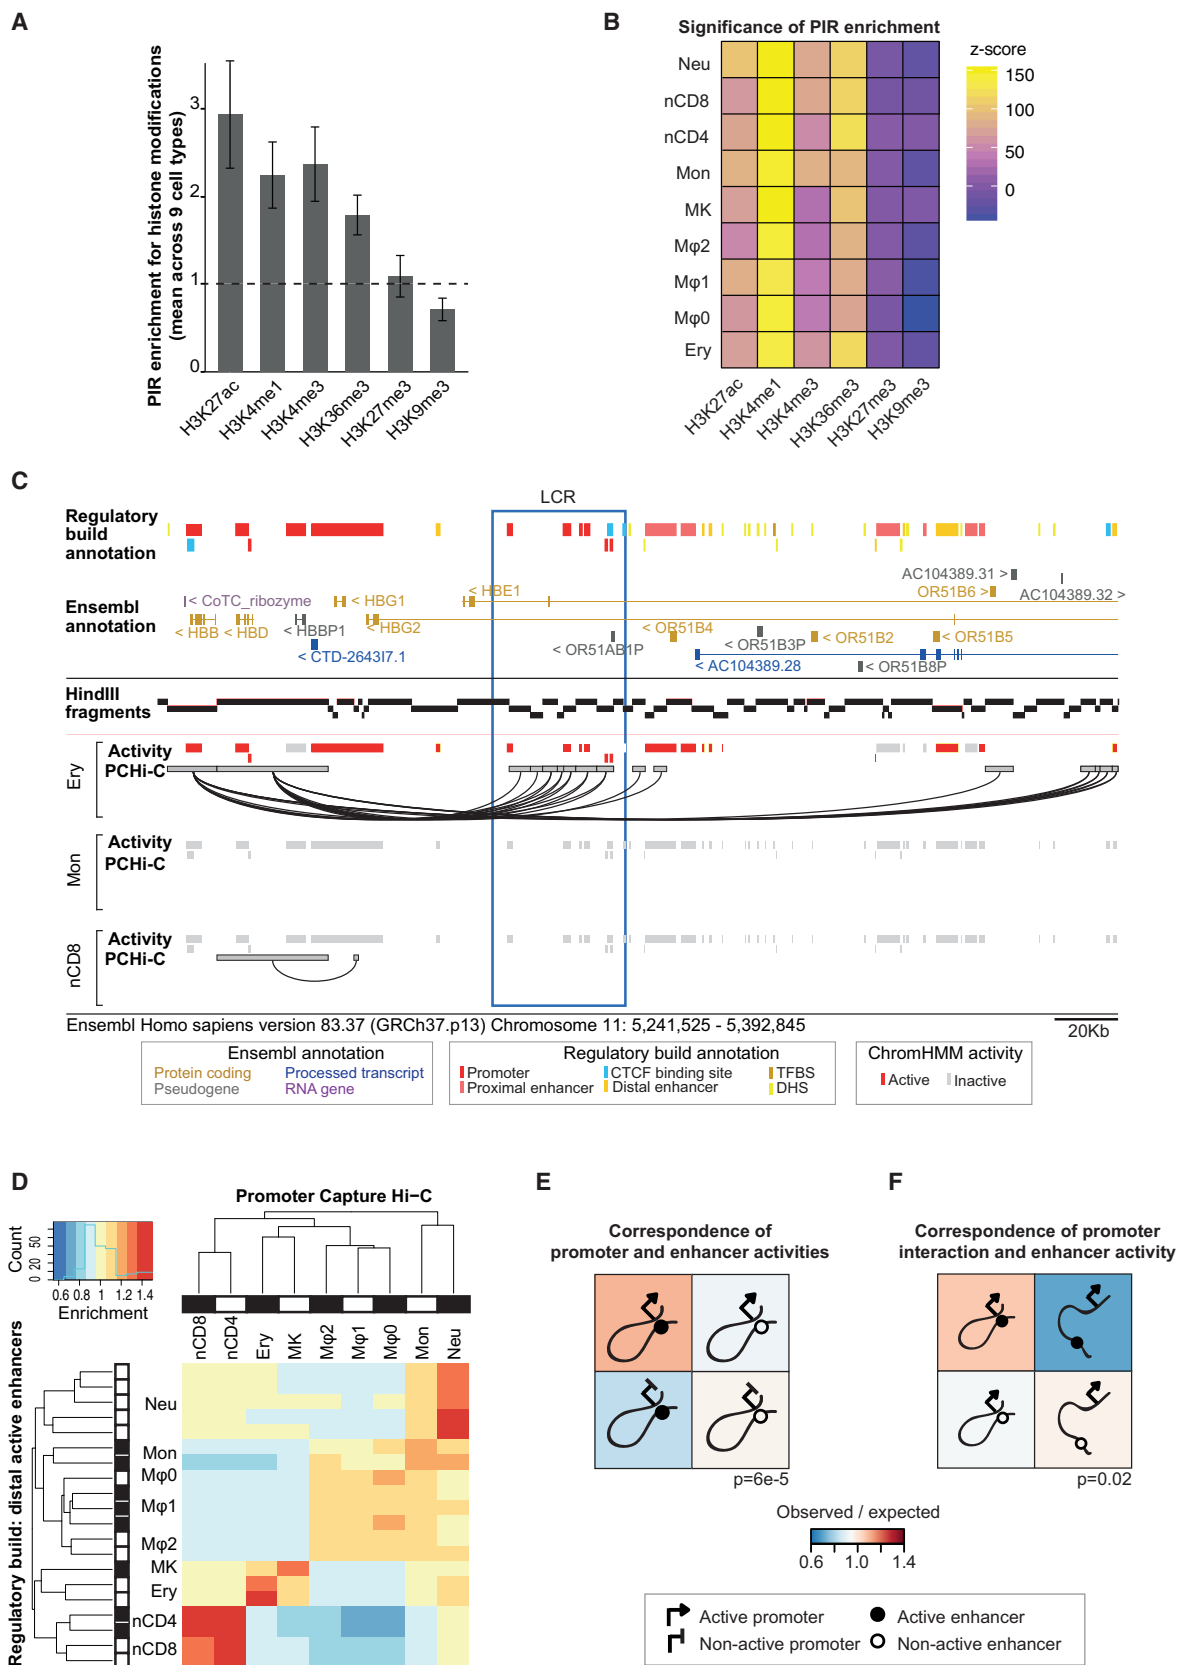 A
PIR enrichment for histone modifications
(mean across 9 cell types)
3
2
1
0
H3K27ac
H3K4me1
H3K4me3
H3K36me3
H3K27me3
H3K9me3
B
Significance of PIR enrichment
Neu
nCD8
nCD4
Mon
MK
Mφ2
Mφ1
Mφ0
Ery
H3K27ac
H3K4me1
H3K4me3
H3K36me3
H3K27me3
H3K9me3
z-score
150
100
50
0
C
LCR
Regulatory
build
annotation
Ensembl
annotation
AC104389.31 >
OR51B6 >
AC104389.32 >
< CoTC_ribozyme
< HBG1
< HBE1
< HBB
< HBD
< HBBP1
< HBG2
< OR51B4
< OR51B3P
< OR51B2
< OR51B5
< OR51AB1P
< CTD-2643I7.1
< AC104389.28
< OR51B8P
HindIII
fragments
Ery
Activity
PCHi-C
Mon
Activity
PCHi-C
nCD8
Activity
PCHi-C
Ensembl Homo sapiens version 83.37 (GRCh37.p13) Chromosome 11: 5,241,525 - 5,392,845
20Kb
Ensembl annotation
Protein coding
Processed transcript
Pseudogene
RNA gene
Regulatory build annotation
Promoter
CTCF binding site
TFBS
Proximal enhancer
Distal enhancer
DHS
ChromHMM activity
Active
Inactive
D
Count
0
20
50
0.6 0.8 1 1.2 1.4
Enrichment
Promoter Capture Hi−C
nCD8
nCD4
Ery
MK
Mφ2
Mφ1
Mφ0
Mon
Neu
Regulatory build: distal active enhancers
Neu
Mon
Mφ0
Mφ1
Mφ2
MK
Ery
nCD4
nCD8
E
Correspondence of
promoter and enhancer activities
p=6e-5
F
Correspondence of promoter
interaction and enhancer activity
p=0.02
Observed / expected
0.6 1.0 1.4
Active promoter
Active enhancer
Non-active promoter
Non-active enhancer